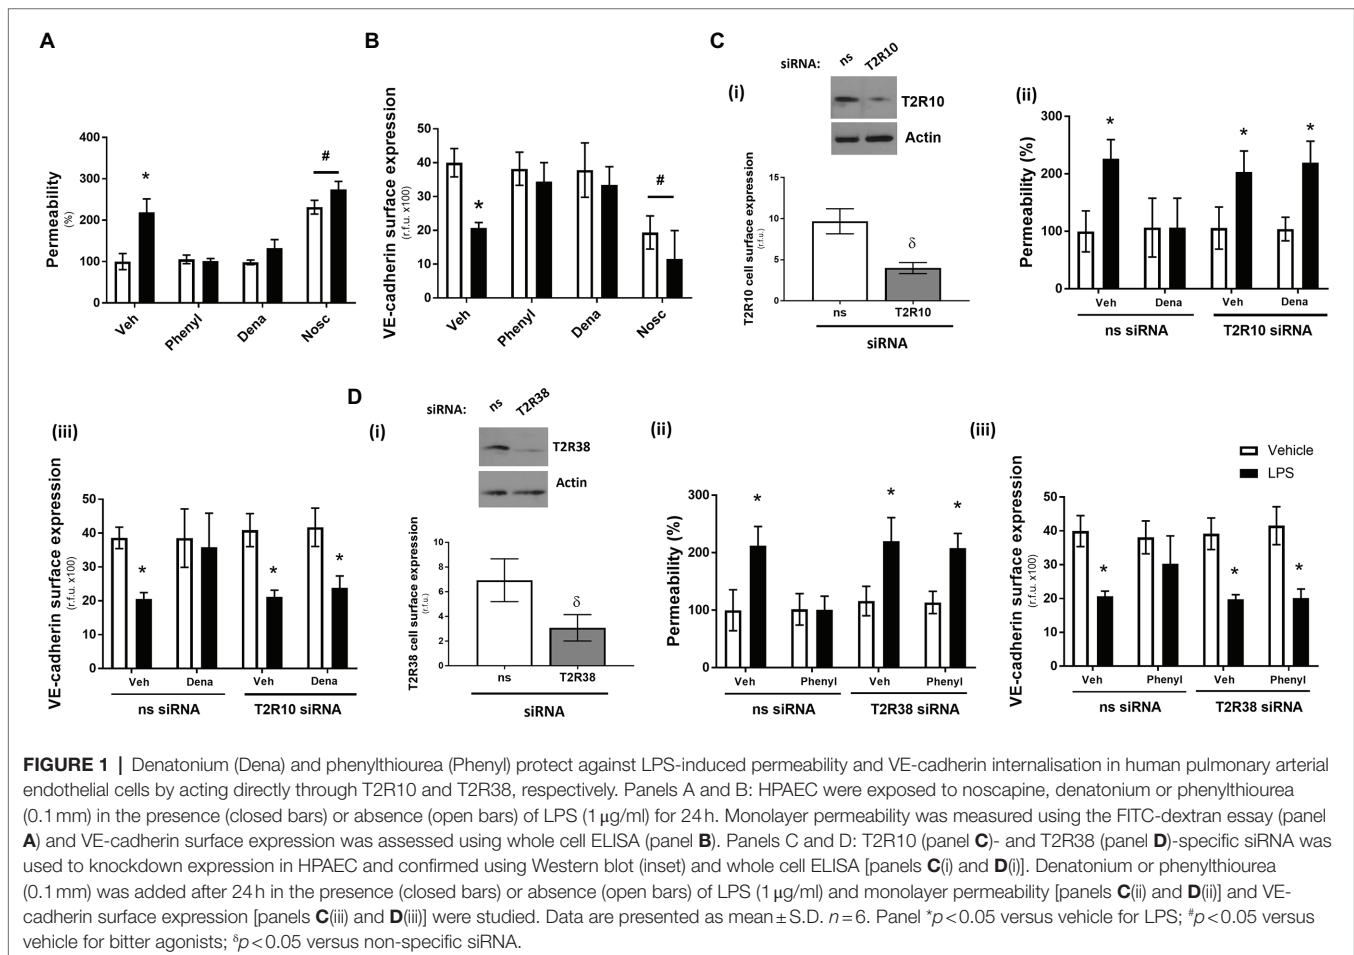 A
Permeability
(%)
400
300
200
100
0
*
#
Veh
Phenyl
Dena
Nosc
B
VE-cadherin surface expression
(r.f.u. x100)
50
40
30
20
10
0
*
#
Veh
Phenyl
Dena
Nosc
C
siRNA: ns T2R10
(i)
T2R10
Actin
T2R10 cell surface expression
(r.f.u.)
15
10
5
0
δ
ns T2R10
siRNA
(ii)
Permeability (%)
300
200
100
0
* * *
Veh Dena Veh Dena
ns siRNA T2R10 siRNA
(iii)
VE-cadherin surface expression
(r.f.u. x100)
50
40
30
20
10
0
* * *
Veh Dena Veh Dena
ns siRNA T2R10 siRNA
D
siRNA: ns T2R38
(i)
T2R38
Actin
T2R38 cell surface expression
(r.f.u.)
8
6
4
2
0
δ
ns T2R38
siRNA
(ii)
Permeability (%)
300
200
100
0
* * *
Veh Phenyl Veh Phenyl
ns siRNA T2R38 siRNA
(iii)
Vehicle
LPS
VE-cadherin surface expression
(r.f.u. x100)
50
40
30
20
10
0
* * *
Veh Phenyl Veh Phenyl
ns siRNA T2R38 siRNA
FIGURE 1 | Denatonium (Dena) and phenylthiourea (Phenyl) protect against LPS-induced permeability and VE-cadherin internalisation in human pulmonary arterial
endothelial cells by acting directly through T2R10 and T2R38, respectively. Panels A and B: HPAEC were exposed to noscapine, denatonium or phenylthiourea
(0.1 mm) in the presence (closed bars) or absence (open bars) of LPS (1 μg/ml) for 24 h. Monolayer permeability was measured using the FITC-dextran essay (panel
A) and VE-cadherin surface expression was assessed using whole cell ELISA (panel B). Panels C and D: T2R10 (panel C)- and T2R38 (panel D)-specific siRNA was
used to knockdown expression in HPAEC and confirmed using Western blot (inset) and whole cell ELISA [panels C(i) and D(i)]. Denatonium or phenylthiourea
(0.1 mm) was added after 24 h in the presence (closed bars) or absence (open bars) of LPS (1 μg/ml) and monolayer permeability [panels C(ii) and D(ii)] and VE-
cadherin surface expression [panels C(iii) and D(iii)] were studied. Data are presented as mean ± S.D. n = 6. Panel *p < 0.05 versus vehicle for LPS; #p < 0.05 versus
vehicle for bitter agonists; δp < 0.05 versus non-specific siRNA.